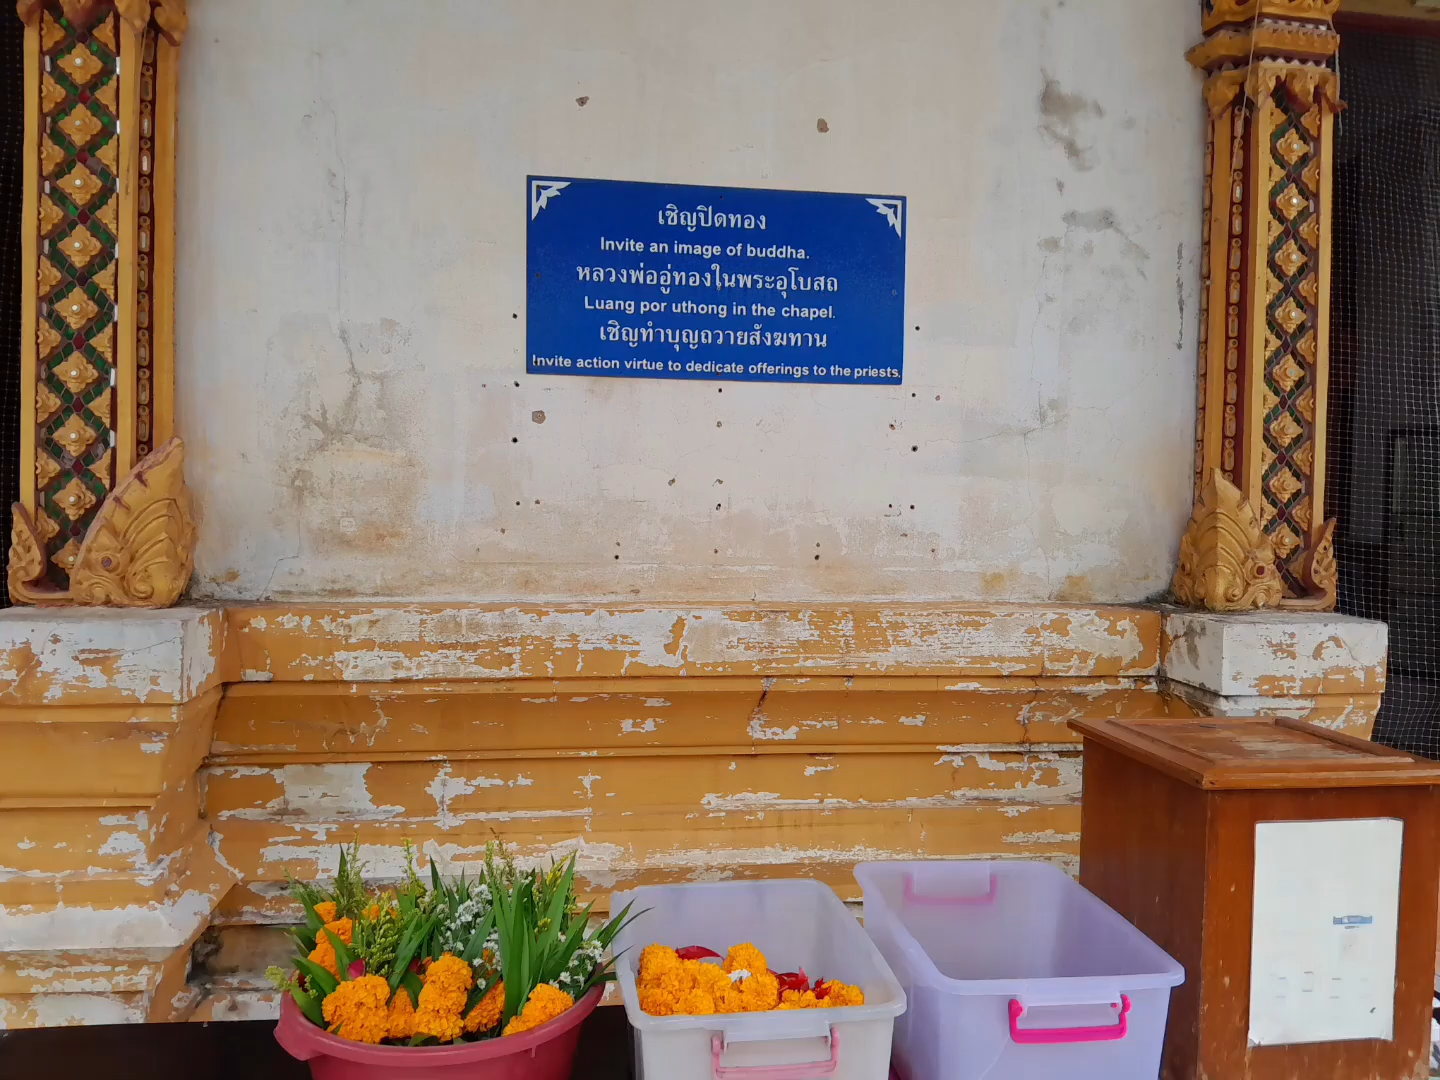 เชิญปิดทอง
Invite an image of buddha.
หลวงพ่ออู่ทองในพระอุโบสถ
Luang por uthong in the chapel.
เชิญทำบุญถวายสังฆทาน
Invite action virtue to dedicate offerings to the priests.